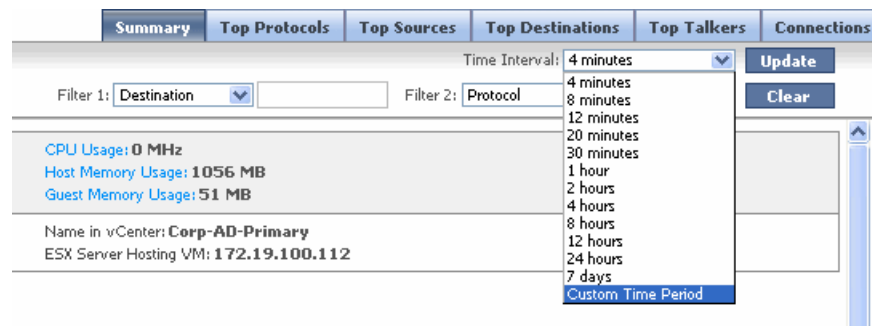 Summary Top Protocols Top Sources Top Destinations Top Talkers Connections
Time Interval: 4 minutes Update
Filter 1: Destination Filter 2: Protocol Clear
4 minutes
8 minutes
12 minutes
20 minutes
30 minutes
1 hour
2 hours
4 hours
8 hours
12 hours
24 hours
7 days
Custom Time Period
CPU Usage: 0 MHz
Host Memory Usage: 1056 MB
Guest Memory Usage: 51 MB
Name in vCenter: Corp-AD-Primary
ESX Server Hosting VM: 172.19.100.112